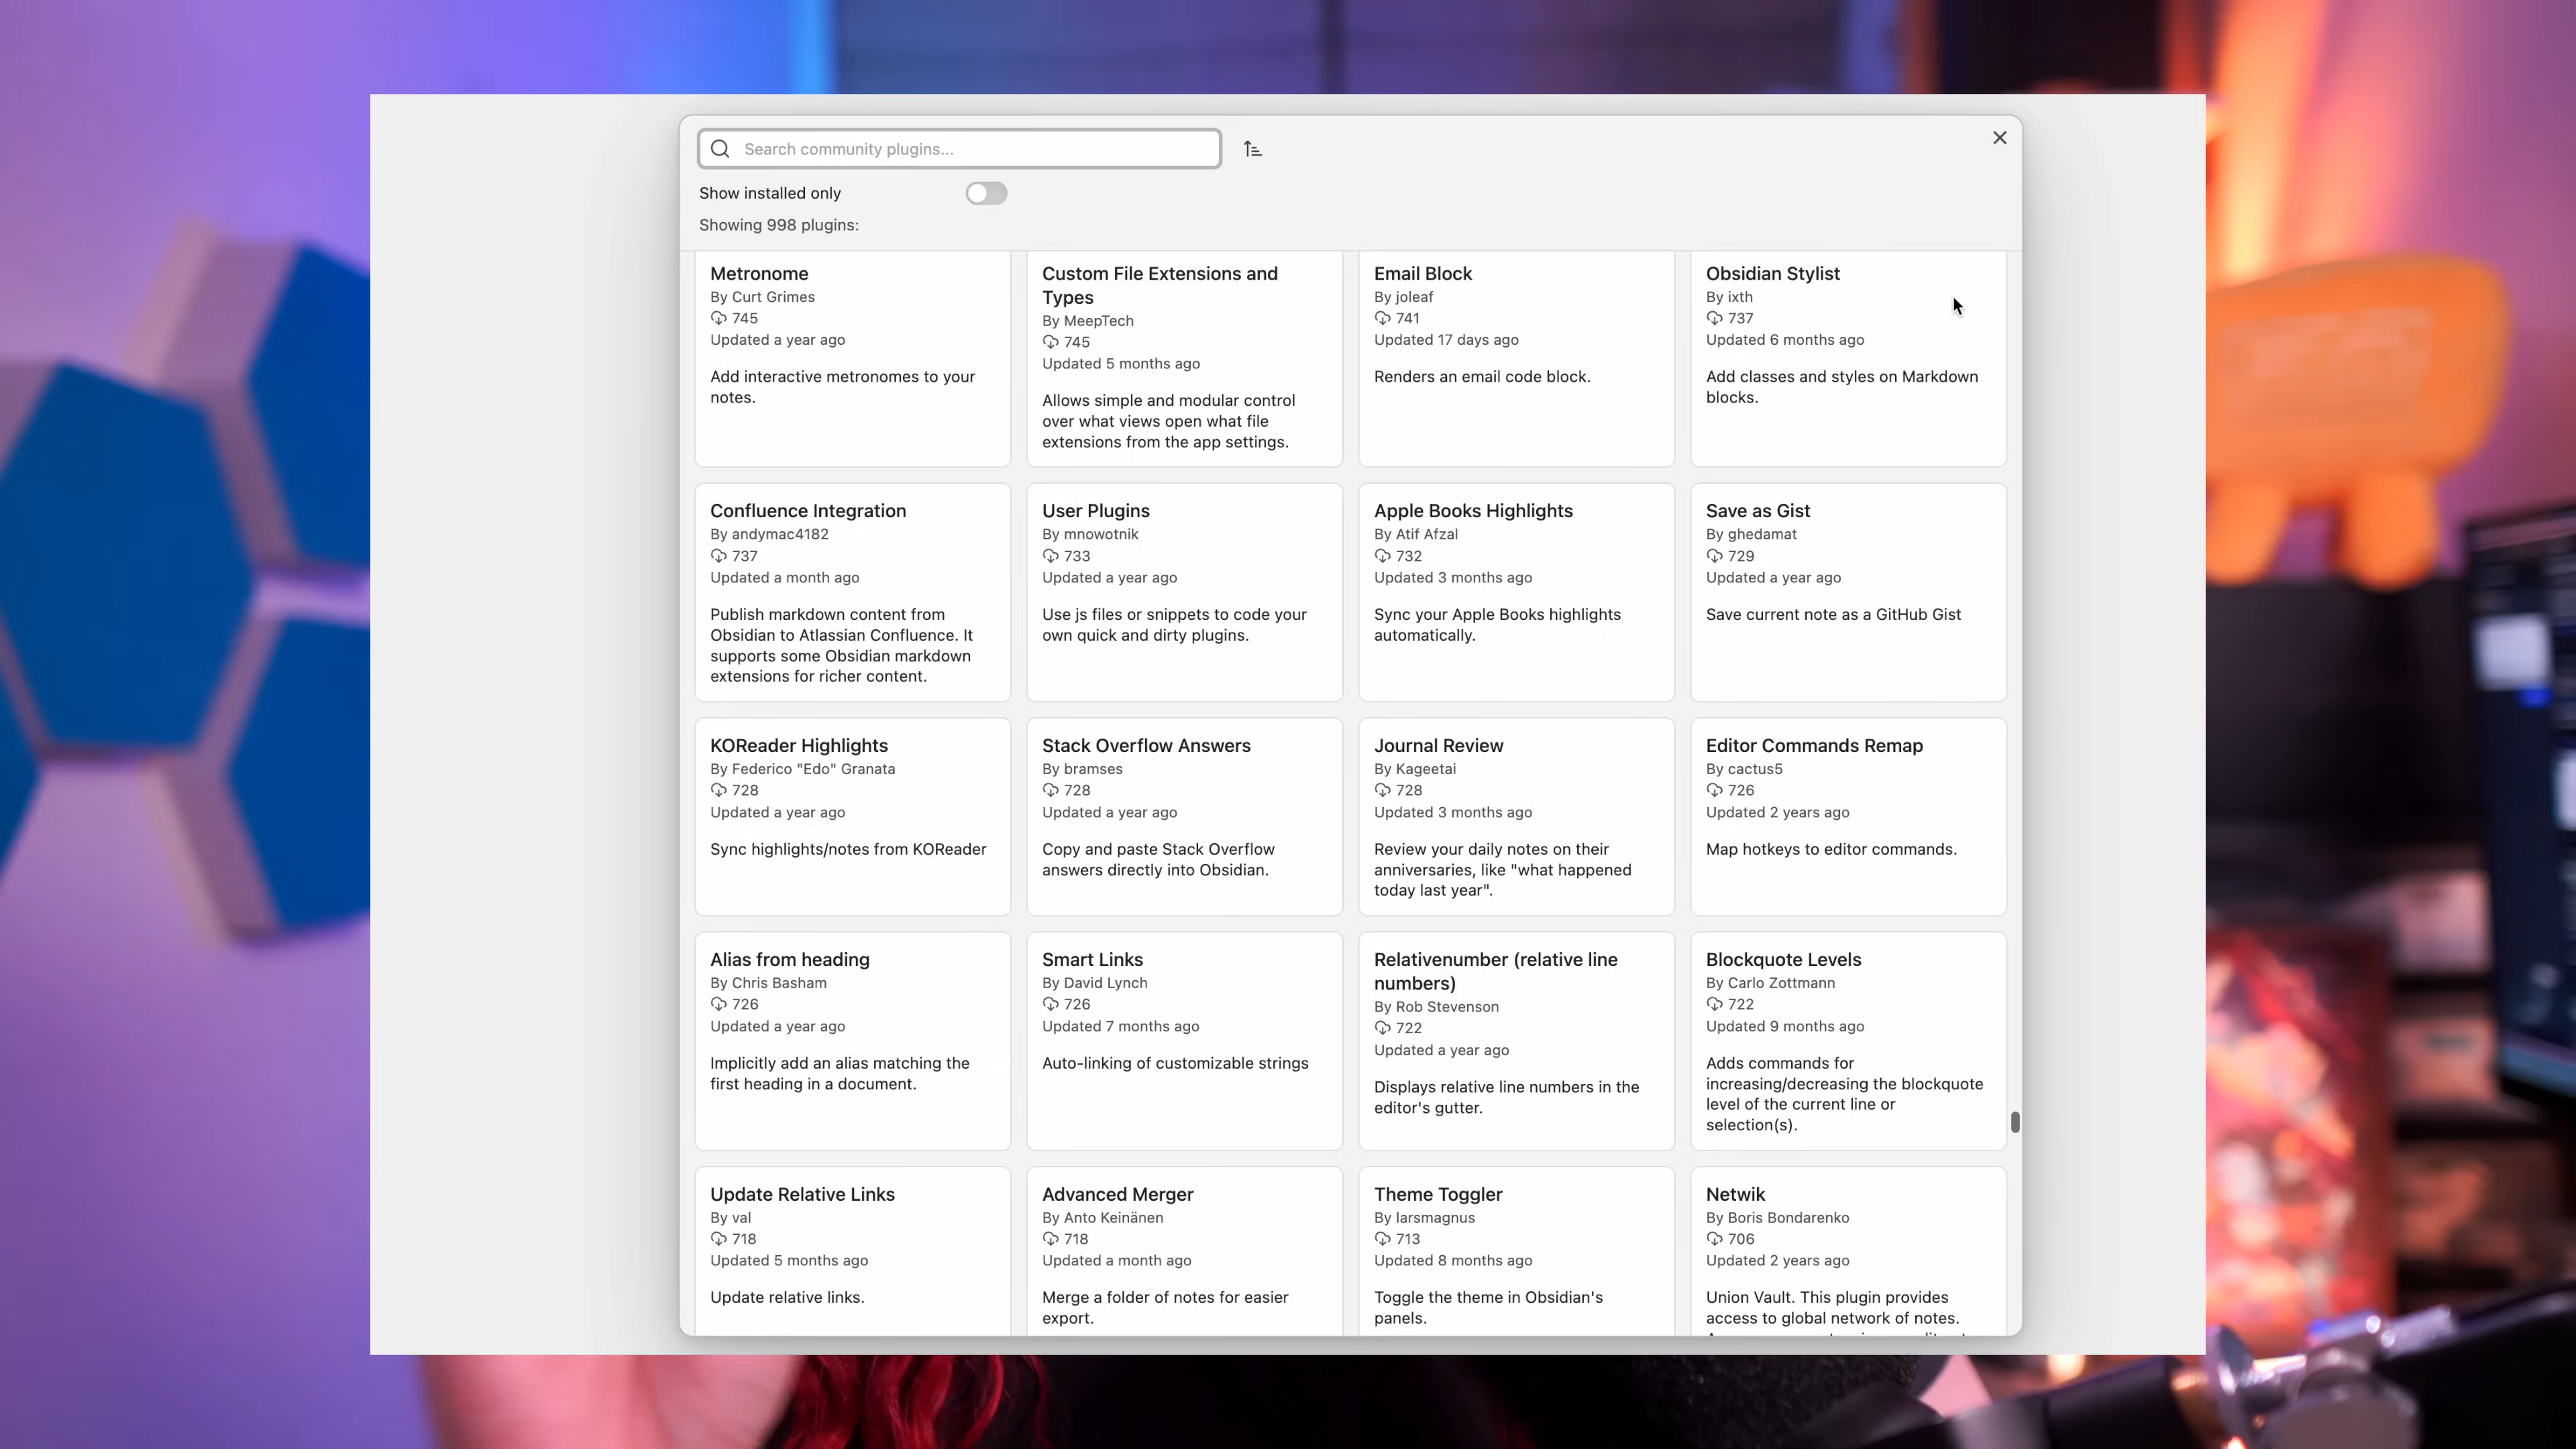 Search community plugins...
Show installed only
Showing 998 plugins:
Metronome
By Curt Grimes
745
Updated a year ago
Add interactive metronomes to your
notes.
Custom File Extensions and
Types
By MeepTech
745
Updated 5 months ago
Allows simple and modular control
over what views open what file
extensions from the app settings.
Email Block
By joleaf
741
Updated 17 days ago
Renders an email code block.
Obsidian Stylist
By ixth
737
Updated 6 months ago
Add classes and styles on Markdown
blocks.
Confluence Integration
By andymac4182
737
Updated a month ago
Publish markdown content from
Obsidian to Atlassian Confluence. It
supports some Obsidian markdown
extensions for richer content.
User Plugins
By mnowotnik
733
Updated a year ago
Use js files or snippets to code your
own quick and dirty plugins.
Apple Books Highlights
By Atif Afzal
732
Updated 3 months ago
Sync your Apple Books highlights
automatically.
Save as Gist
By ghedamat
729
Updated a year ago
Save current note as a GitHub Gist
KOReader Highlights
By Federico "Edo" Granata
728
Updated a year ago
Sync highlights/notes from KOReader
Stack Overflow Answers
By bramses
728
Updated a year ago
Copy and paste Stack Overflow
answers directly into Obsidian.
Journal Review
By Kageetai
728
Updated 3 months ago
Review your daily notes on their
anniversaries, like "what happened
today last year".
Editor Commands Remap
By cactus5
726
Updated 2 years ago
Map hotkeys to editor commands.
Alias from heading
By Chris Basham
726
Updated a year ago
Implicitly add an alias matching the
first heading in a document.
Smart Links
By David Lynch
726
Updated 7 months ago
Auto-linking of customizable strings
Relativenumber (relative line
numbers)
By Rob Stevenson
722
Updated a year ago
Displays relative line numbers in the
editor's gutter.
Blockquote Levels
By Carlo Zottmann
722
Updated 9 months ago
Adds commands for
increasing/decreasing the blockquote
level of the current line or
selection(s).
Update Relative Links
By val
718
Updated 5 months ago
Update relative links.
Advanced Merger
By Anto Keinänen
718
Updated a month ago
Merge a folder of notes for easier
export.
Theme Toggler
By larsmagnus
713
Updated 8 months ago
Toggle the theme in Obsidian's
panels.
Netwik
By Boris Bondarenko
706
Updated 2 years ago
Union Vault. This plugin provides
access to global network of notes.